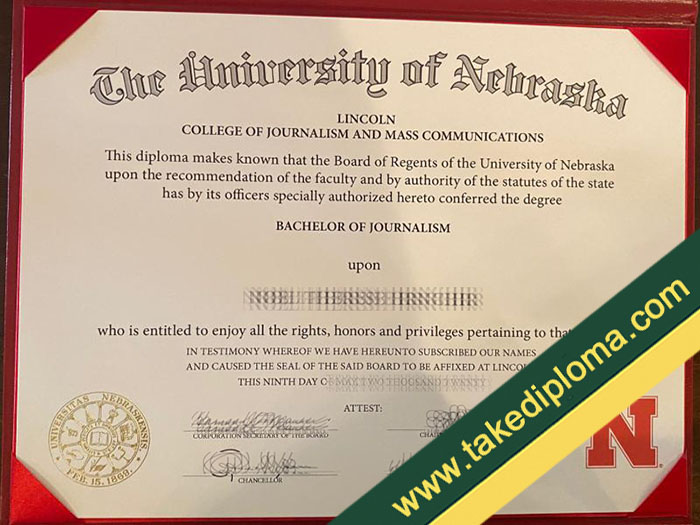 The University of Nebraska
LINCOLN
COLLEGE OF JOURNALISM AND MASS COMMUNICATIONS
This diploma makes known that the Board of Regents of the University of Nebraska
upon the recommendation of the faculty and by authority of the statutes of the state
has by its officers specially authorized hereto conferred the degree
BACHELOR OF JOURNALISM
upon
who is entitled to enjoy all the rights, honors and privileges pertaining to
IN TESTIMONY WHEREOF WE HAVE HEREUNTO SUBSCRIBED OUR NAMES
AND CAUSED THE SEAL OF THE SAID BOARD TO BE AFFIXED AT
THIS NINTH DAY
ATTEST:
CORPORATION SECRETARY OF THE BOARD
CHANCELLOR
UNIVERSITAS NEBRASKENSIS
FEB. 15, 1869.
N
www.takediploma.com